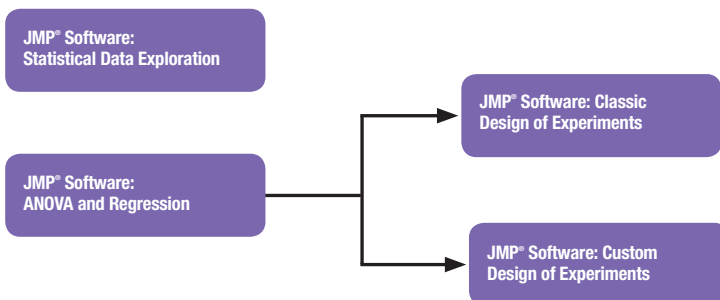 JMP® Software:
Statistical Data Exploration
JMP® Software: Classic
Design of Experiments
JMP® Software:
ANOVA and Regression
JMP® Software: Custom
Design of Experiments